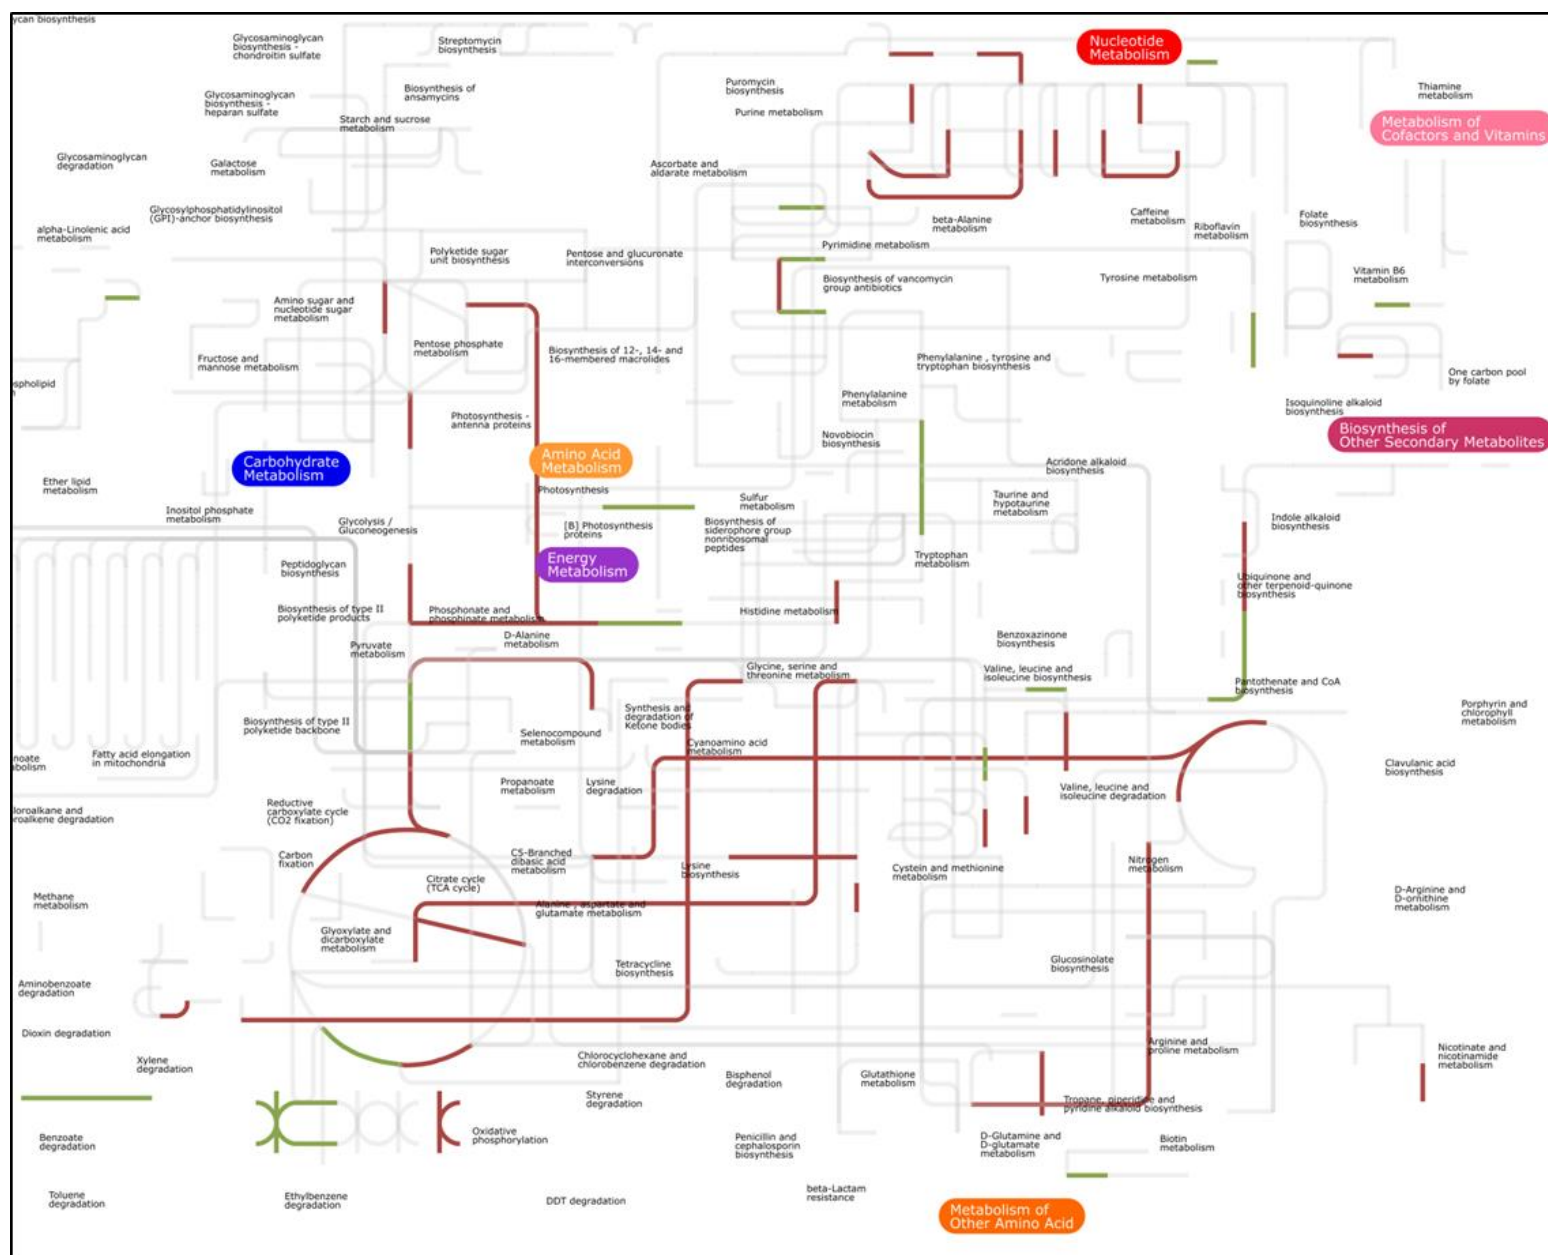 ycan biosynthesis
Glycosaminoglycan
biosynthesis -
chondroitin sulfate
Streptomycin
biosynthesis
Nucleotide
Metabolism
Glycosaminoglycan
biosynthesis -
heparan sulfate
Biosynthesis of
ansamycins
Puromycin
biosynthesis
Thiamine
metabolism
Starch and sucrose
metabolism
Purine metabolism
Metabolism of
Cofactors and Vitamins
Glycosaminoglycan
degradation
Galactose
metabolism
Ascorbate and
aldarate metabolism
alpha-Linolenic acid
metabolism
Glycosylphosphatidylinositol
(GPI)-anchor biosynthesis
beta-Alanine
metabolism
Caffeine
metabolism
Riboflavin
metabolism
Folate
biosynthesis
Polyketide sugar
unit biosynthesis
Pentose and glucuronate
interconversions
Pyrimidine metabolism
Biosynthesis of vancomycin
group antibiotics
Tyrosine metabolism
Vitamin B6
metabolism
Amino sugar and
nucleotide sugar
metabolism
Fructose and
mannose metabolism
Pentose phosphate
metabolism
Biosynthesis of 12-, 14- and
16-membered macrolides
Phenylalanine , tyrosine and
tryptophan biosynthesis
One carbon pool
by folate
spholipid
Phenylalanine
metabolism
Isoquinoline alkaloid
biosynthesis
Photosynthesis -
antenna proteins
Novobiocin
biosynthesis
Biosynthesis of
Other Secondary Metabolites
Carbohydrate
Metabolism
Amino Acid
Metabolism
Acridone alkaloid
biosynthesis
Ether lipid
metabolism
Photosynthesis
Sulfur
metabolism
Taurine and
hypotaurine
metabolism
Inositol phosphate
metabolism
Glycolysis /
Gluconeogenesis
[B] Photosynthesis
proteins
Biosynthesis of
siderophore group
nonribosomal
peptides
Indole alkaloid
biosynthesis
Peptidoglycan
biosynthesis
Energy
Metabolism
Tryptophan
metabolism
Ubiquinone and
other terpenoid-quinone
biosynthesis
Biosynthesis of type II
polyketide products
Phosphonate and
phosphinate metabolism
Histidine metabolism
Pyruvate
metabolism
D-Alanine
metabolism
Benzoxazinone
biosynthesis
Glycine, serine and
threonine metabolism
Valine, leucine and
isoleucine biosynthesis
Pantothenate and CoA
biosynthesis
Biosynthesis of type II
polyketide backbone
Selenocompound
metabolism
Synthesis and
degradation of
Ketone bodies
Porphyrin and
chlorophyll
metabolism
noate
abolism
Fatty acid elongation
in mitochondria
Cyanoamino acid
metabolism
Clavulanic acid
biosynthesis
Propanoate
metabolism
Lysine
degradation
Valine, leucine and
isoleucine degradation
loroalkane and
roalkene degradation
Reductive
carboxylate cycle
(CO2 fixation)
Carbon
fixation
C5-Branched
dibasic acid
metabolism
Lysine
biosynthesis
Cystein and methionine
metabolism
Nitrogen
metabolism
Citrate cycle
(TCA cycle)
Methane
metabolism
Alanine , aspartate and
glutamate metabolism
D-Arginine and
D-ornithine
metabolism
Glyoxylate and
dicarboxylate
metabolism
Tetracycline
biosynthesis
Glucosinolate
biosynthesis
Aminobenzoate
degradation
Dioxin degradation
Xylene
degradation
Chlorocyclohexane and
chlorobenzene degradation
Bisphenol
degradation
Glutathione
metabolism
Arginine and
proline metabolism
Nicotinate and
nicotinamide
metabolism
Styrene
degradation
Tropane, piperidine and
pyridine alkaloid biosynthesis
Benzoate
degradation
Oxidative
phosphorylation
Penicillin and
cephalosporin
biosynthesis
D-Glutamine and
D-glutamate
metabolism
Biotin
metabolism
Toluene
degradation
Ethylbenzene
degradation
DDT degradation
beta-Lactam
resistance
Metabolism of
Other Amino Acid